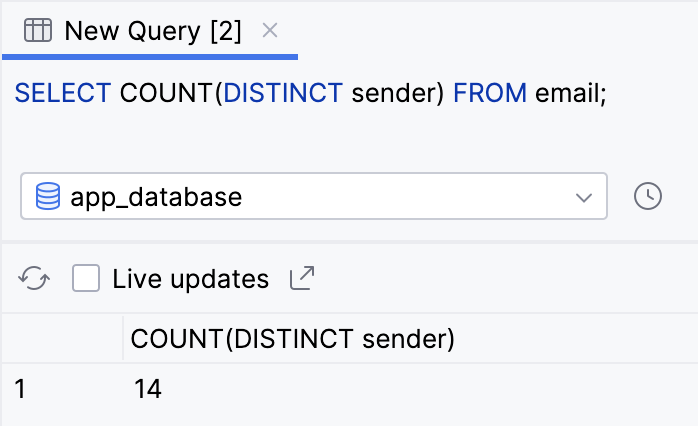 New Query [2]
SELECT COUNT(DISTINCT sender) FROM email;
app_database
Live updates
COUNT(DISTINCT sender)
1 14